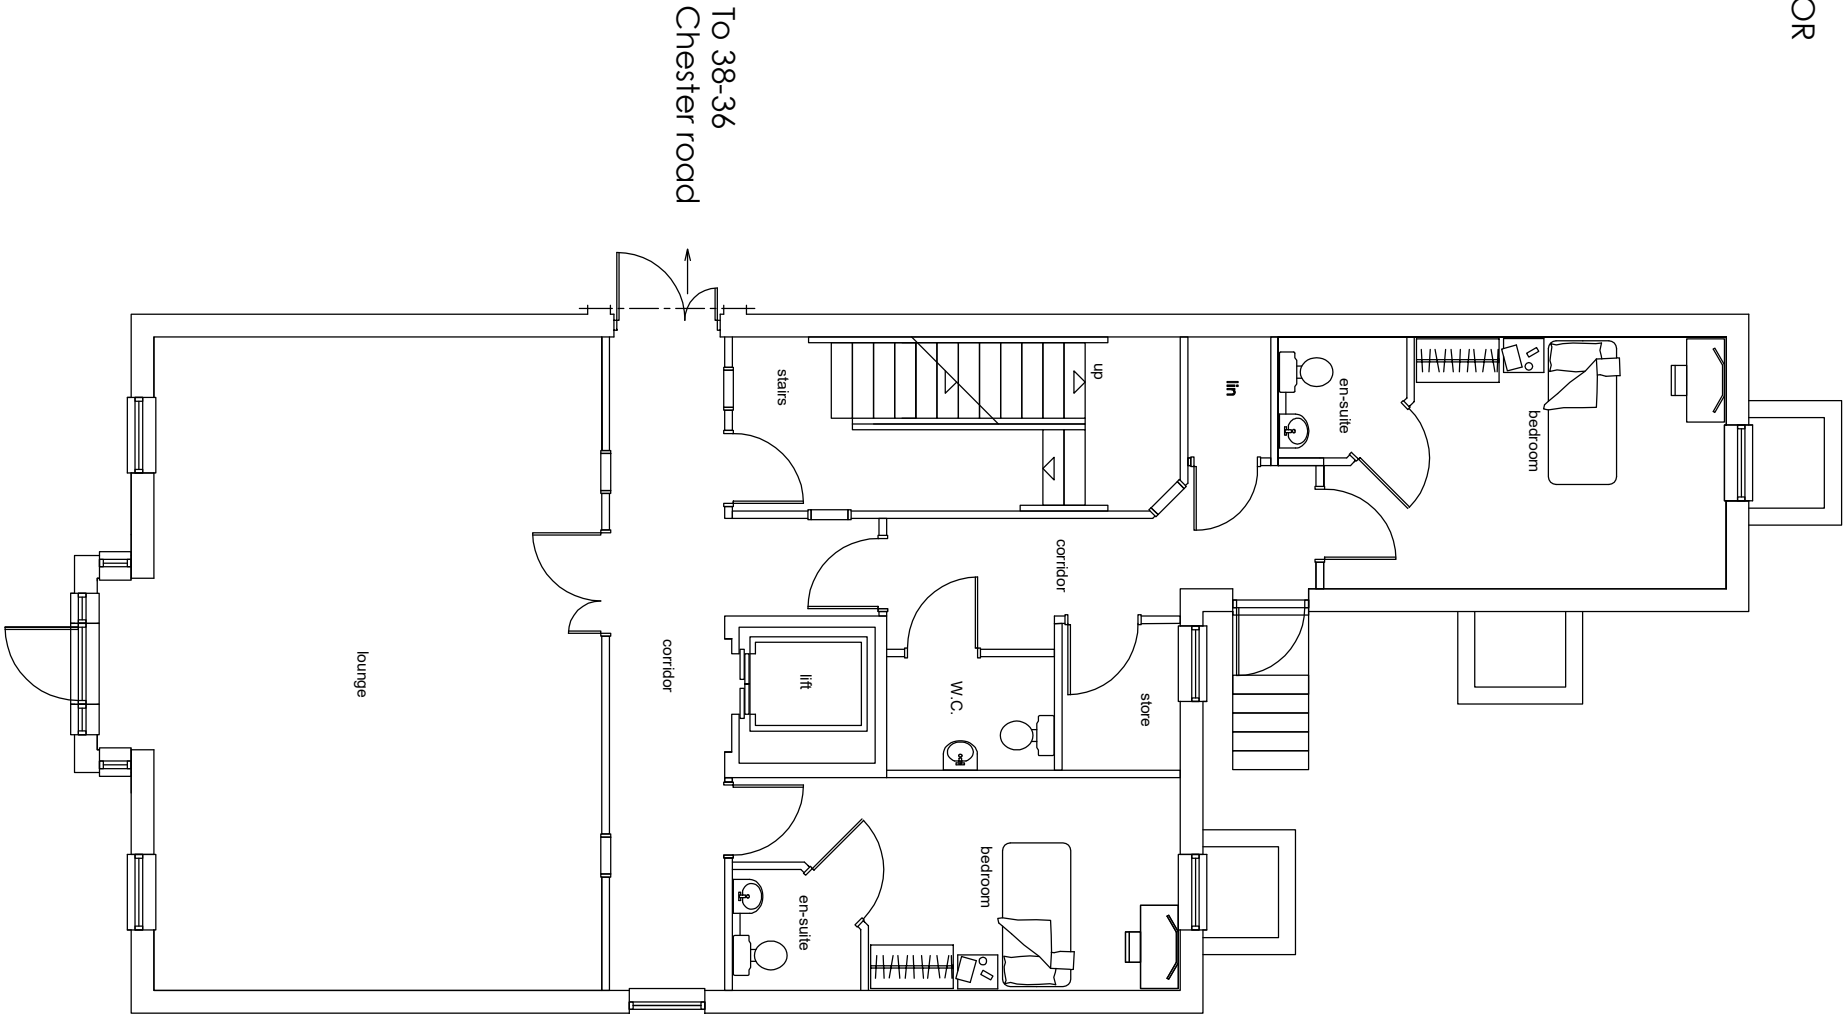 OR
To 38-36
Chester road
stairs
up
lin
en-suite
bedroom
corridor
lounge
corridor
lift
W.C.
store
bedroom
en-suite